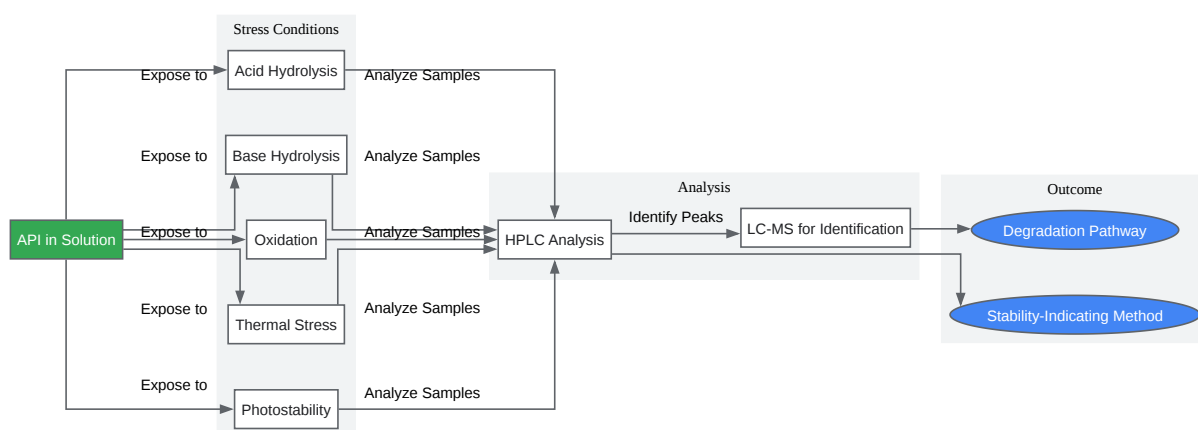 Stress Conditions
Expose to
Acid Hydrolysis
Analyze Samples
Expose to
Base Hydrolysis
Analyze Samples
Analysis
Outcome
Identify Peaks
API in Solution
Expose to
Oxidation
Analyze Samples
HPLC Analysis
LC-MS for Identification
Degradation Pathway
Expose to
Thermal Stress
Analyze Samples
Stability-Indicating Method
Expose to
Photostability
Analyze Samples